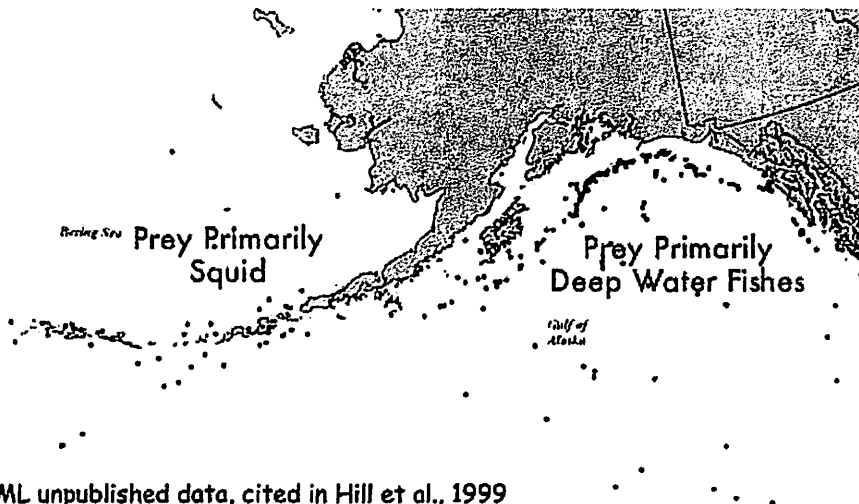 Bering Sea
Prey Primarily
Squid
Prey Primarily
Deep Water Fishes
Gulf of
Alaska
ML unpublished data, cited in Hill et al., 1999